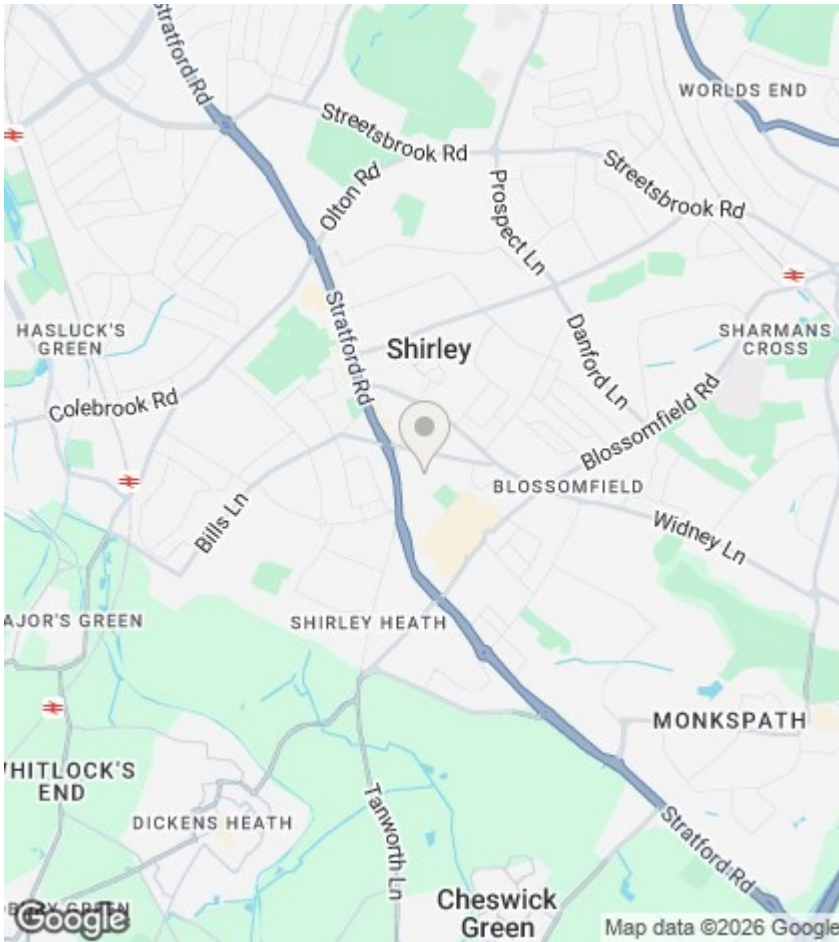 Stratford Rd
WORLDS END
Streetsbrook Rd
Streetsbrook Rd
Olton Rd
Prospect Ln
HASLUCK'S
GREEN
Stratford Rd
Shirley
Danford Ln
SHARMANS
CROSS
Colebrook Rd
Blossomfield Rd
BLOSSOMFIELD
Bills Ln
Widney Ln
AJOR'S GREEN
SHIRLEY HEATH
MONKSPATH
HITLOCK'S
END
DICKENS HEATH
Tanworth Ln
Stratford Rd
Cheswick
Green
Google
Map data ©2026 Google